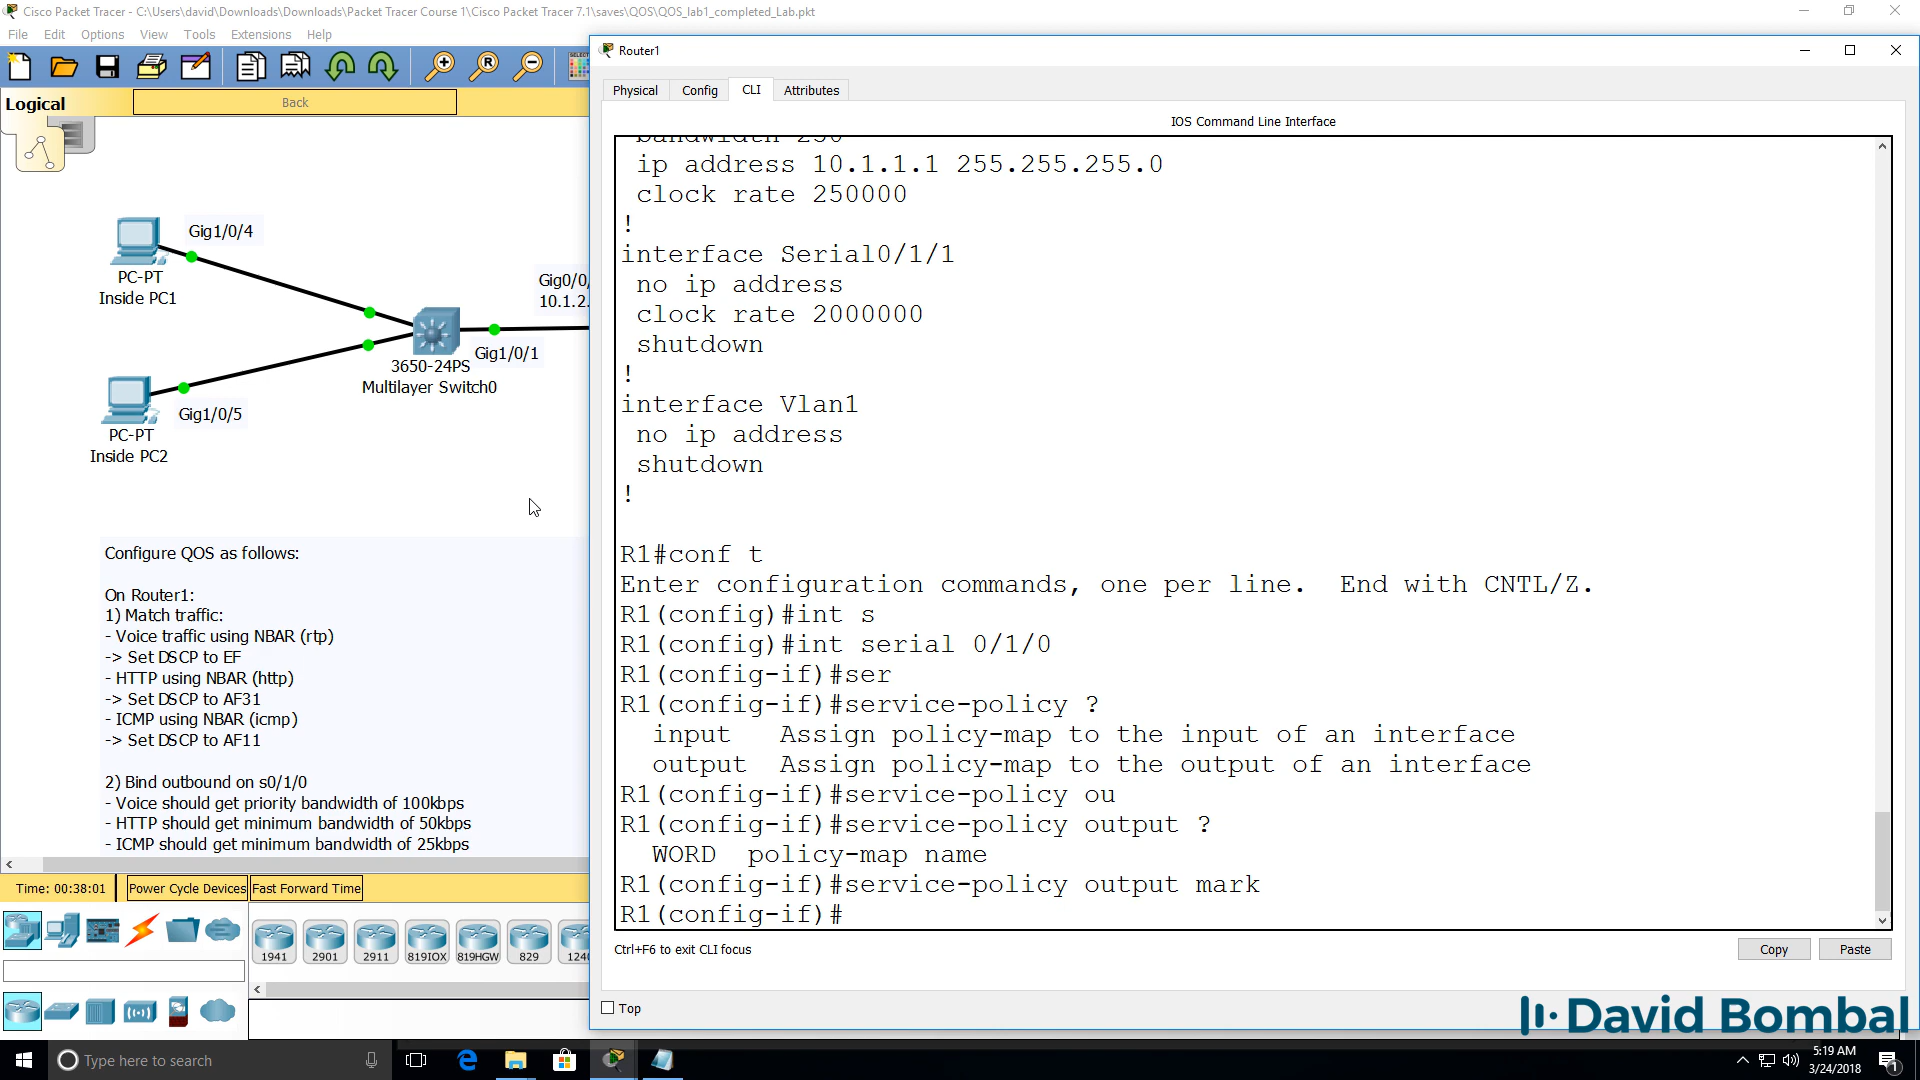 Cisco Packet Tracer - C:\Users\david\Downloads\Downloads\Packet Tracer Course 1\Cisco Packet Tracer 7.1\saves\QOS\QOS_lab1_completed_Lab.pkt
File Edit Options View Tools Extensions Help
Logical
Back
Gig1/0/4
PC-PT
Inside PC1
Gig0/0/
10.1.2.
Gig1/0/1
3650-24PS
Multilayer Switch0
Gig1/0/5
PC-PT
Inside PC2
Configure QOS as follows:
On Router1:
1) Match traffic:
- Voice traffic using NBAR (rtp)
-> Set DSCP to EF
- HTTP using NBAR (http)
-> Set DSCP to AF31
- ICMP using NBAR (icmp)
-> Set DSCP to AF11
2) Bind outbound on s0/1/0
- Voice should get priority bandwidth of 100kbps
- HTTP should get minimum bandwidth of 50kbps
- ICMP should get minimum bandwidth of 25kbps
Time: 00:38:01 Power Cycle Devices Fast Forward Time
1941 2901 2911 819IOX 819HGW 829 1240
Router1
Physical Config CLI Attributes
IOS Command Line Interface
bandwidth 250
ip address 10.1.1.1 255.255.255.0
clock rate 250000
!
interface Serial0/1/1
no ip address
clock rate 2000000
shutdown
!
interface Vlan1
no ip address
shutdown
!
R1#conf t
Enter configuration commands, one per line. End with CNTL/Z.
R1(config)#int s
R1(config)#int serial 0/1/0
R1(config-if)#ser
R1(config-if)#service-policy ?
input Assign policy-map to the input of an interface
output Assign policy-map to the output of an interface
R1(config-if)#service-policy ou
R1(config-if)#service-policy output ?
WORD policy-map name
R1(config-if)#service-policy output mark
R1(config-if)#
Ctrl+F6 to exit CLI focus
Copy Paste
Top
David Bombal
Type here to search
5:19 AM
3/24/2018
1